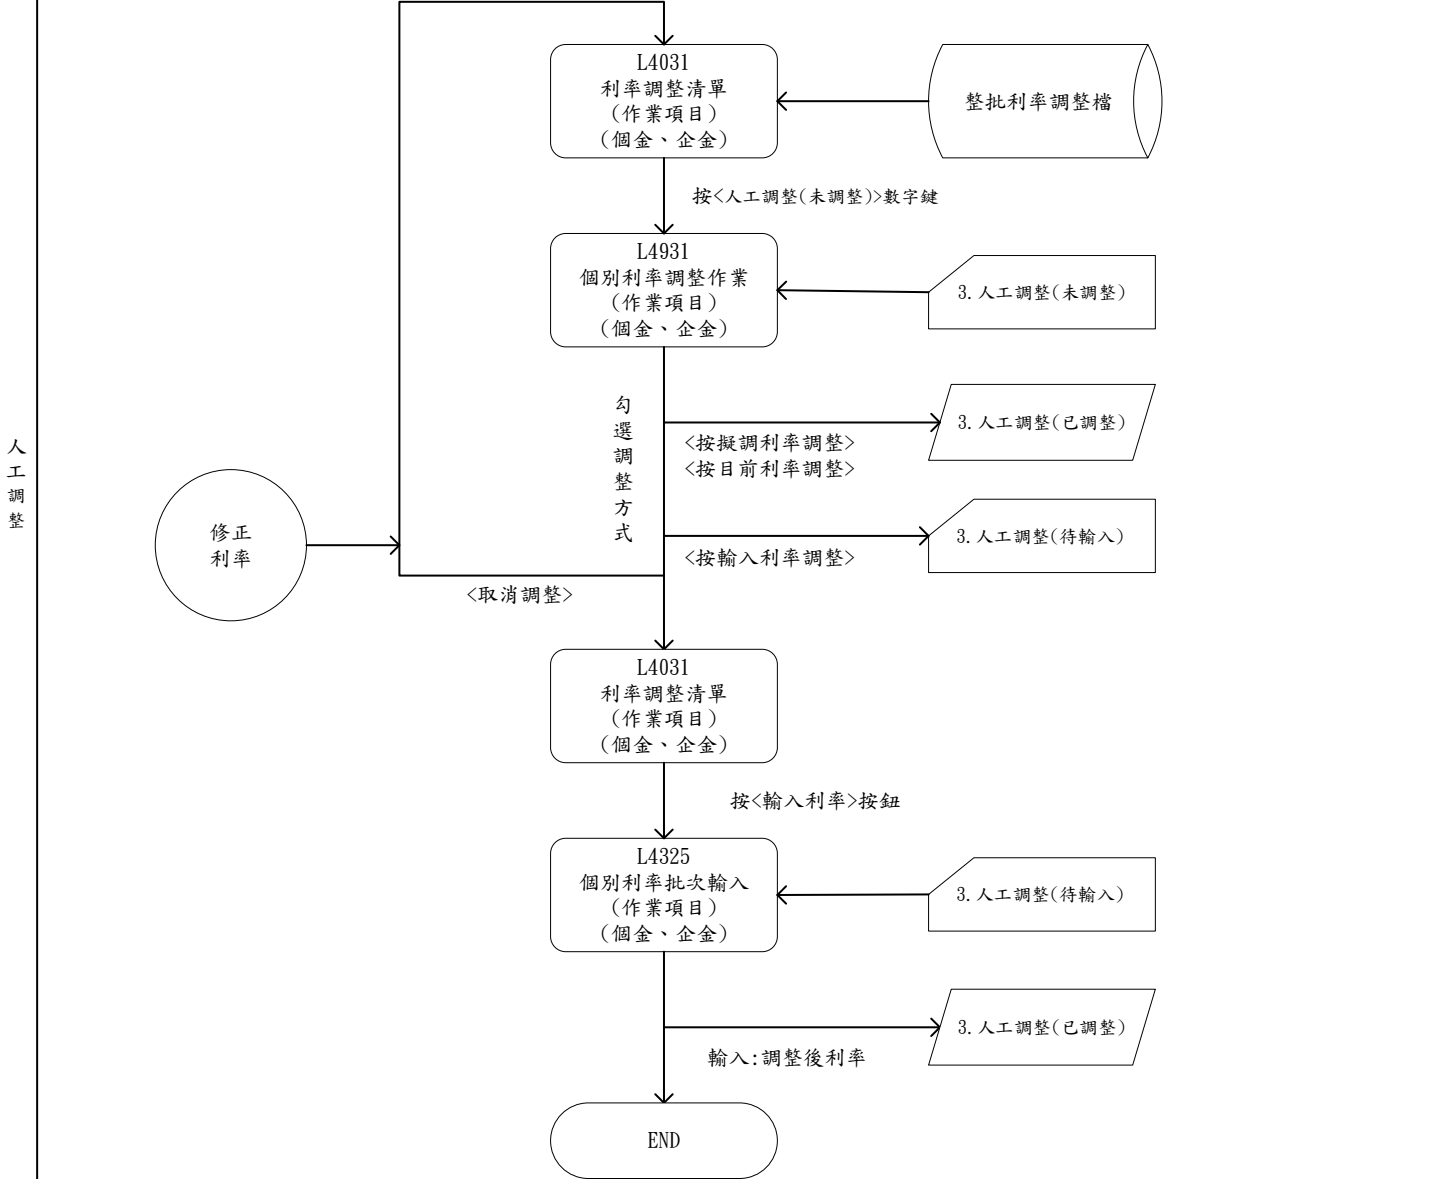 L4031
利率調整清單
(作業項目)
(個金、企金)
整批利率調整檔
按<人工調整(未調整)>數字鍵
L4931
個別利率調整作業
(作業項目)
(個金、企金)
3.人工調整(未調整)
勾選調整方式
3.人工調整(已調整)
<按擬調利率調整>
<按目前利率調整>
人工調整
修正
利率
3.人工調整(待輸入)
<按輸入利率調整>
<取消調整>
L4031
利率調整清單
(作業項目)
(個金、企金)
按<輸入利率>按鈕
L4325
個別利率批次輸入
(作業項目)
(個金、企金)
3.人工調整(待輸入)
3.人工調整(已調整)
輸入:調整後利率
END